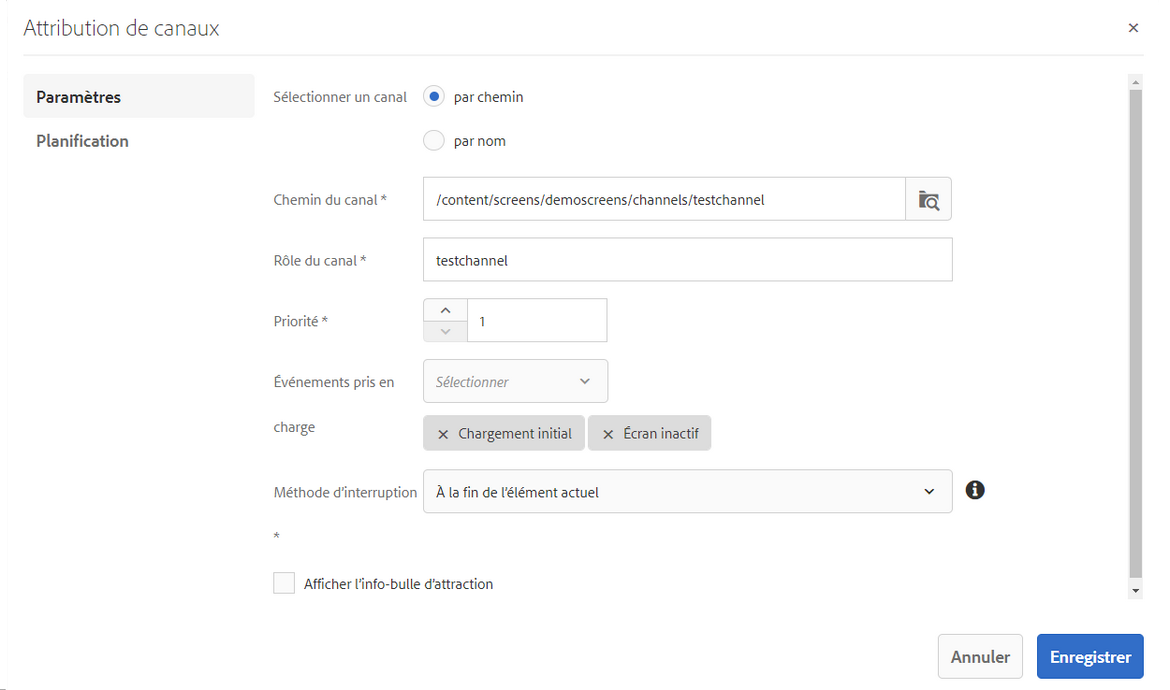 Attribution de canaux
Paramètres
Planification
Sélectionner un canal
par chemin
par nom
Chemin du canal *
/content/screens/demoscreens/channels/testchannel
Rôle du canal *
testchannel
Priorité *
1
Événements pris en
charge
Sélectionner
Chargement initial
Écran inactif
Méthode d'interruption
*
À la fin de l'élément actuel
Afficher l'info-bulle d'attraction
Annuler
Enregistrer